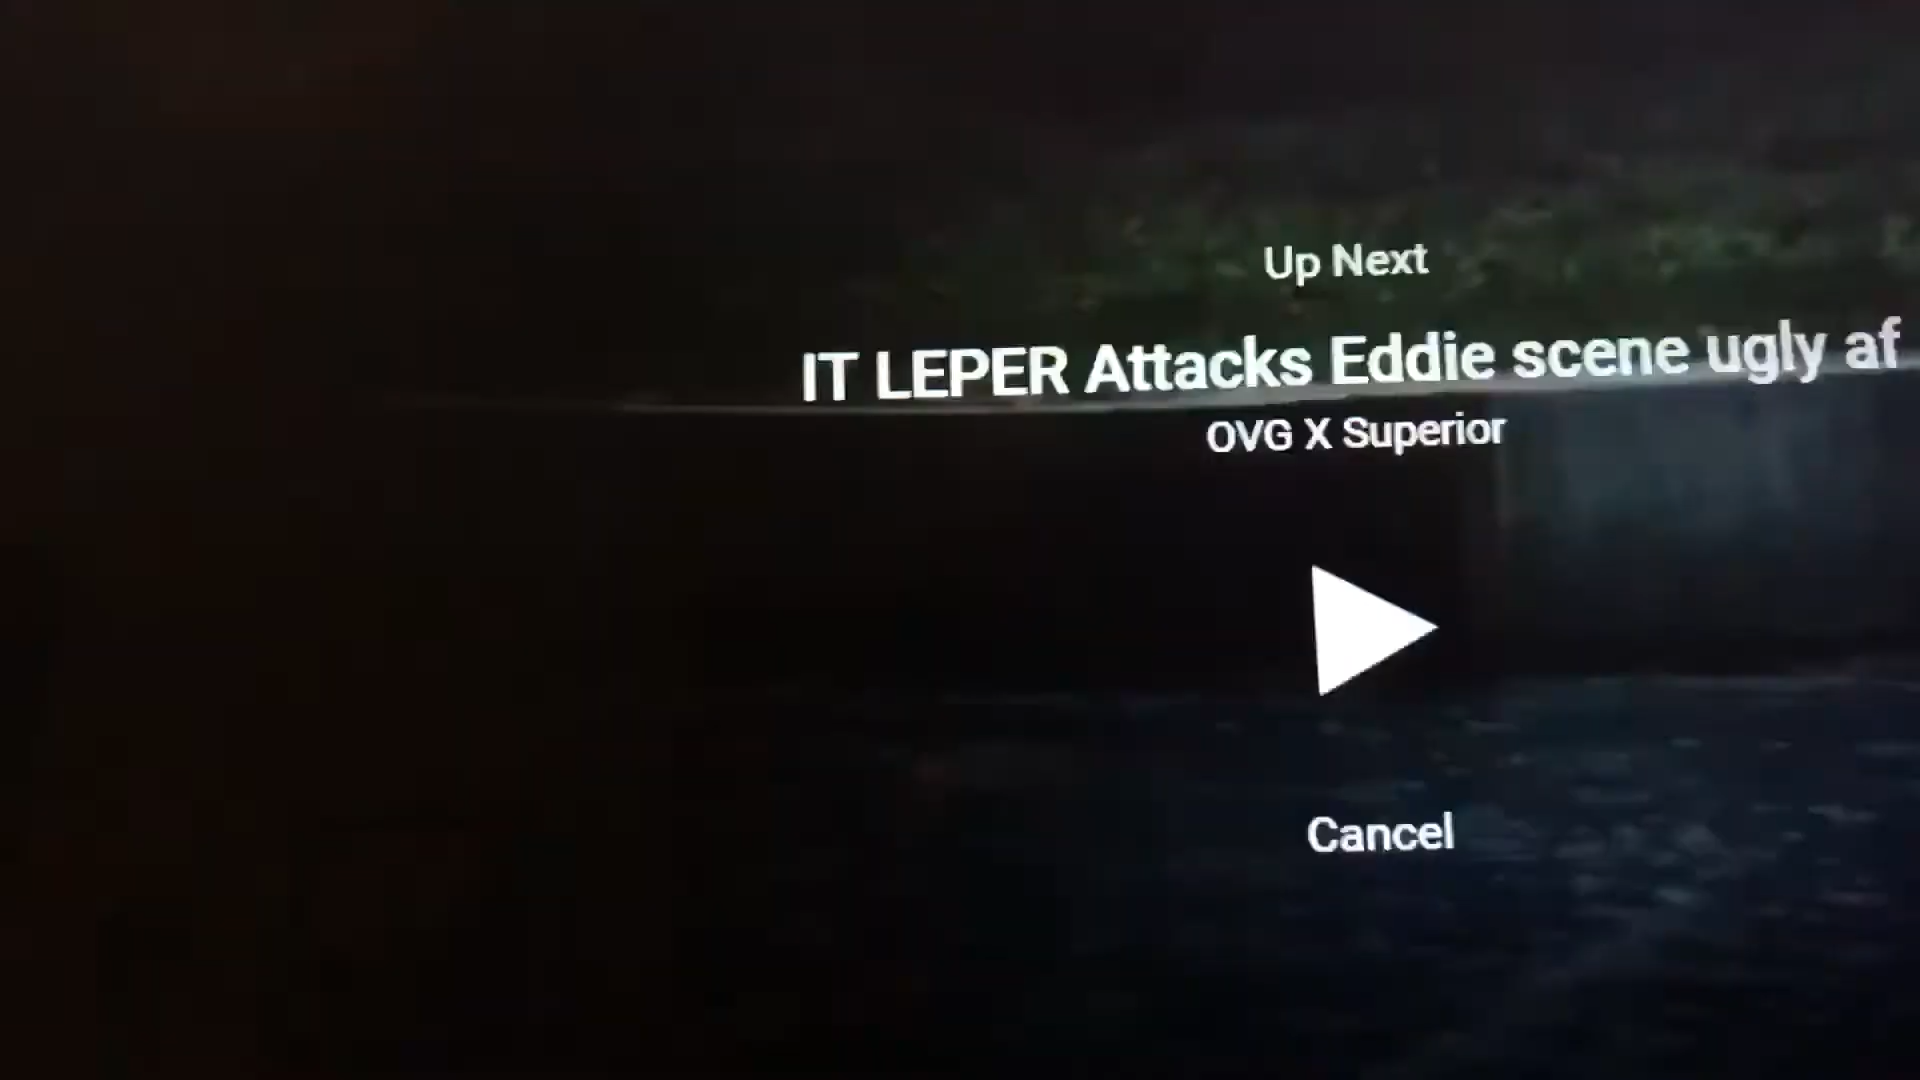 Up Next
IT LEPER Attacks Eddie scene ugly af
OVG X Superior
Cancel